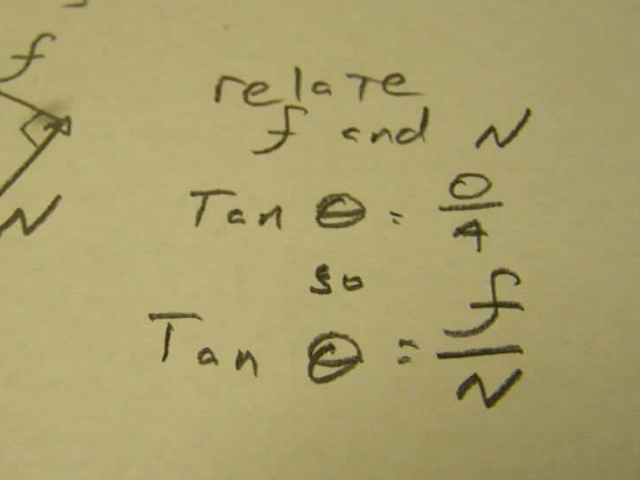 f
N
relate
f and N
Tan θ = O/A
so
Tan θ = f/N